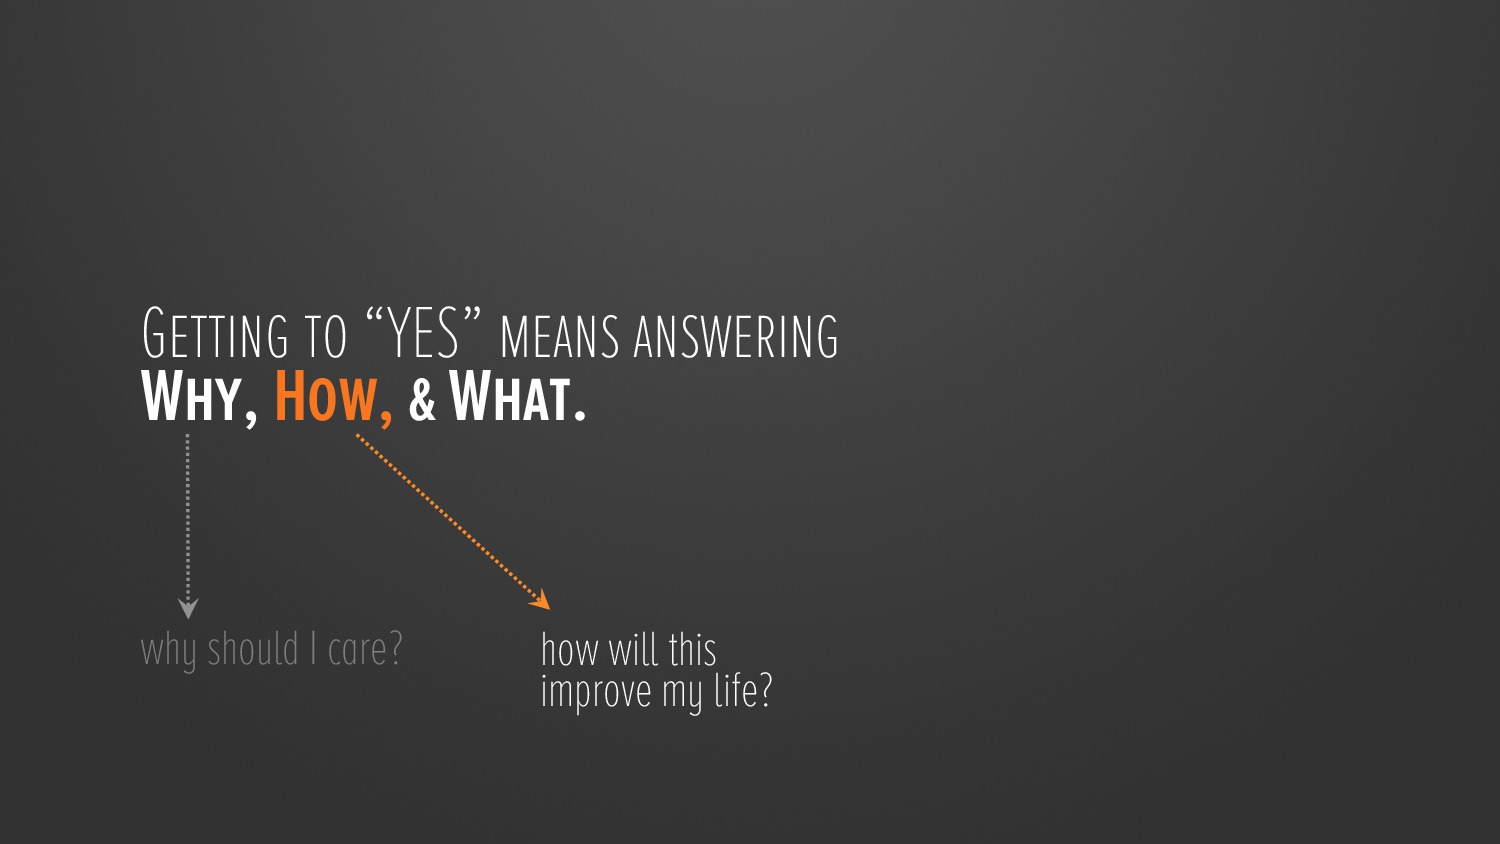 GETTING TO “YES” MEANS ANSWERING
WHY, HOW, & WHAT.
why should I care?
how will this
improve my life?